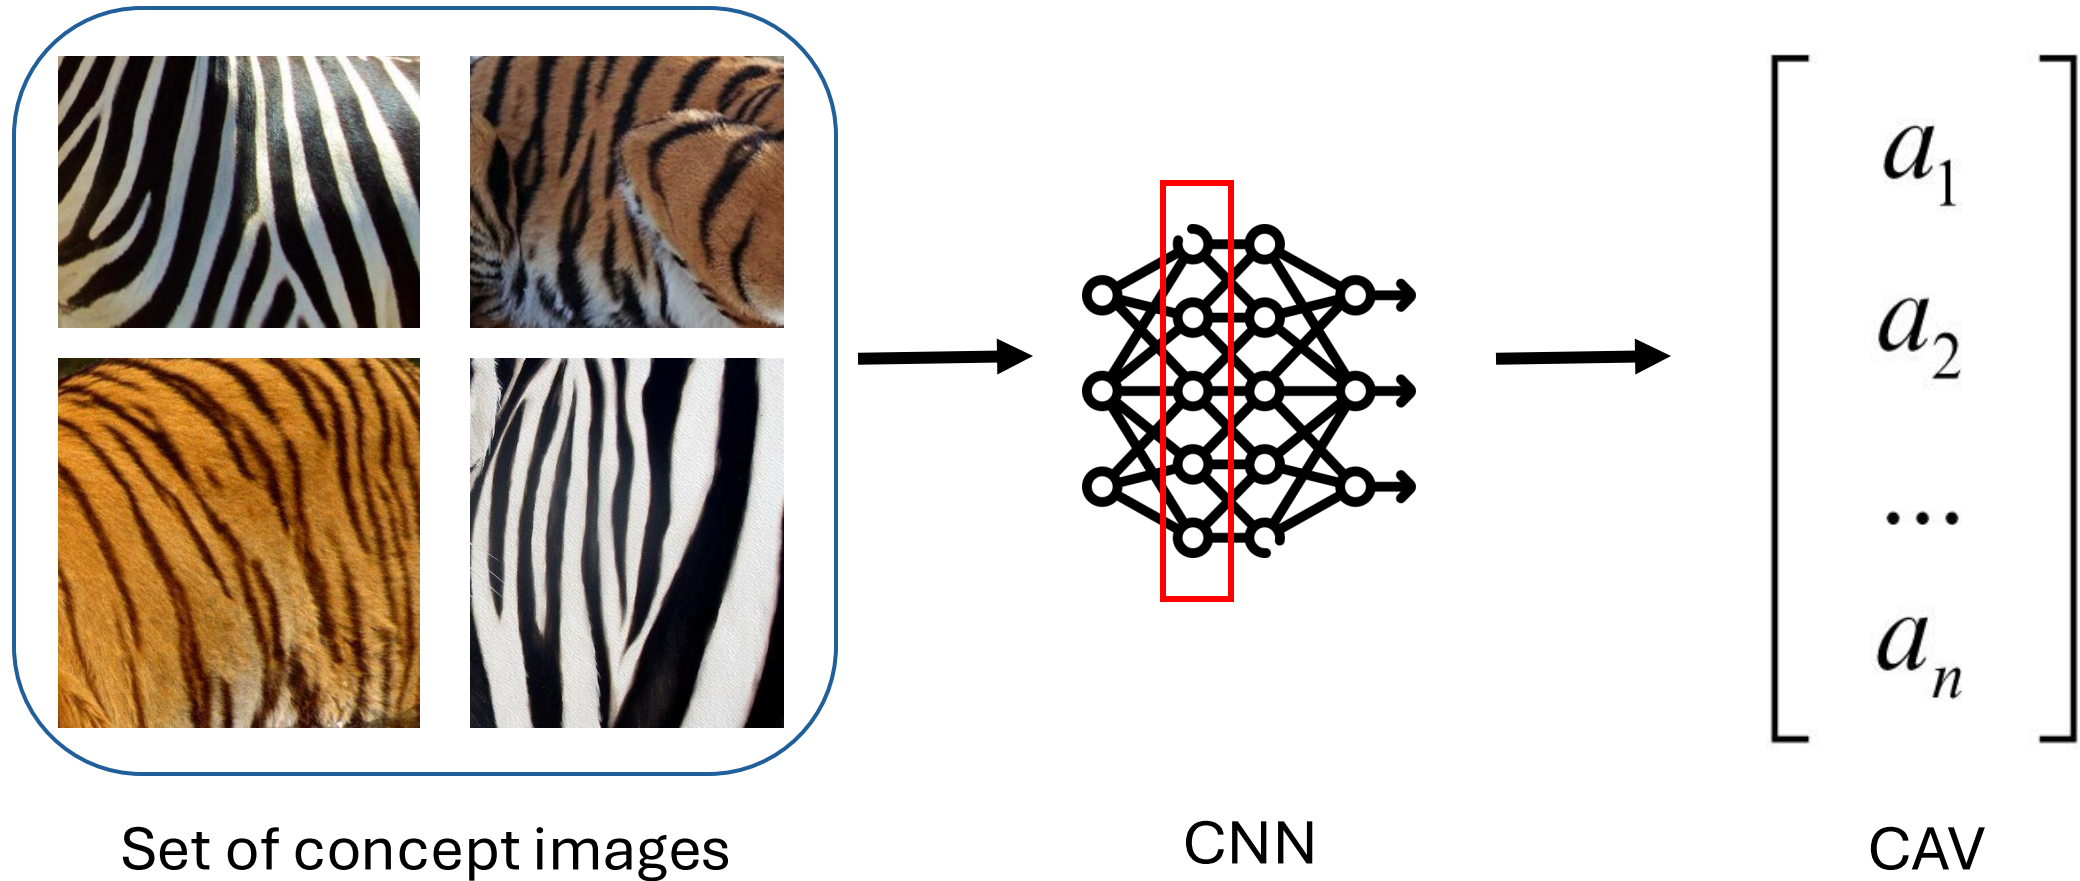 a1
a2
...
an
Set of concept images
CNN
CAV